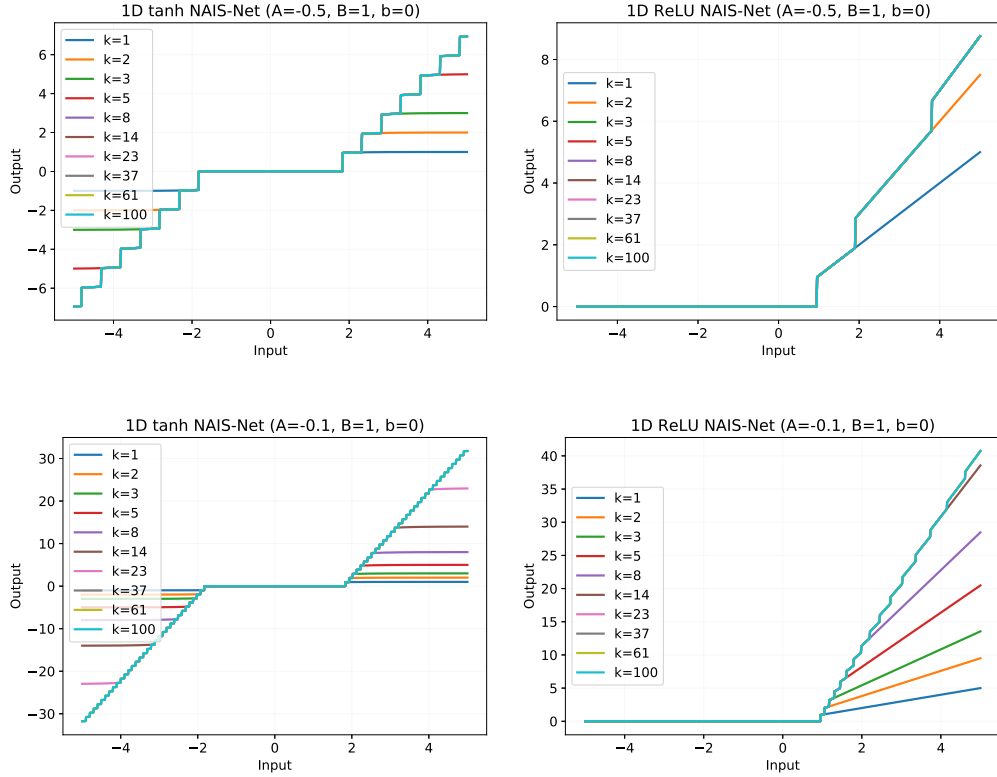 1D tanh NAIS-Net (A=-0.5, B=1, b=0)
Output
6
4
2
0
−2
−4
−6
k=1
k=2
k=3
k=5
k=8
k=14
k=23
k=37
k=61
k=100
−4
−2
0
2
4
Input
1D ReLU NAIS-Net (A=-0.5, B=1, b=0)
Output
8
6
4
2
0
k=1
k=2
k=3
k=5
k=8
k=14
k=23
k=37
k=61
k=100
−4
−2
0
2
4
Input
1D tanh NAIS-Net (A=-0.1, B=1, b=0)
Output
30
20
10
0
−10
−20
−30
k=1
k=2
k=3
k=5
k=8
k=14
k=23
k=37
k=61
k=100
−4
−2
0
2
4
Input
1D ReLU NAIS-Net (A=-0.1, B=1, b=0)
Output
40
35
30
25
20
15
10
5
0
k=1
k=2
k=3
k=5
k=8
k=14
k=23
k=37
k=61
k=100
−4
−2
0
2
4
Input